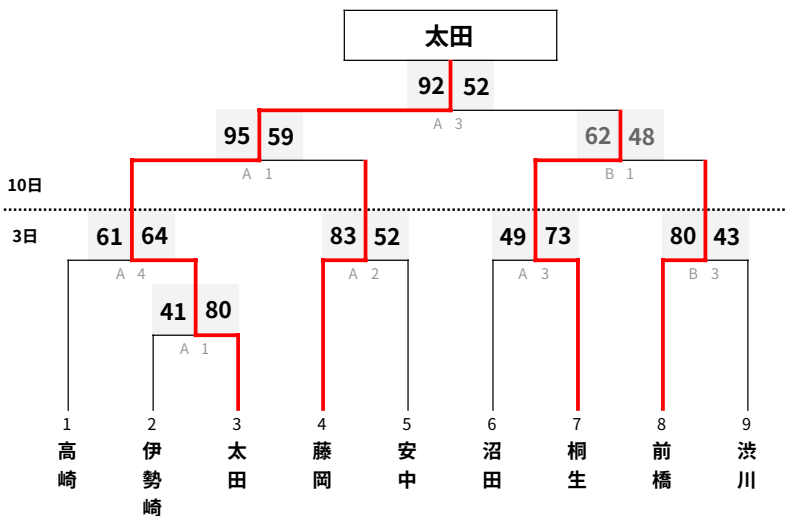 太田
92 52
A 3
95 59
62 48
A 1
B 1
10日
3日
61 64
83 52
49 73
80 43
A 4
A 2
A 3
B 3
41 80
A 1
1 2 3 4 5 6 7 8 9
高崎
伊勢崎
太田
藤岡
安中
沼田
桐生
前橋
渋川